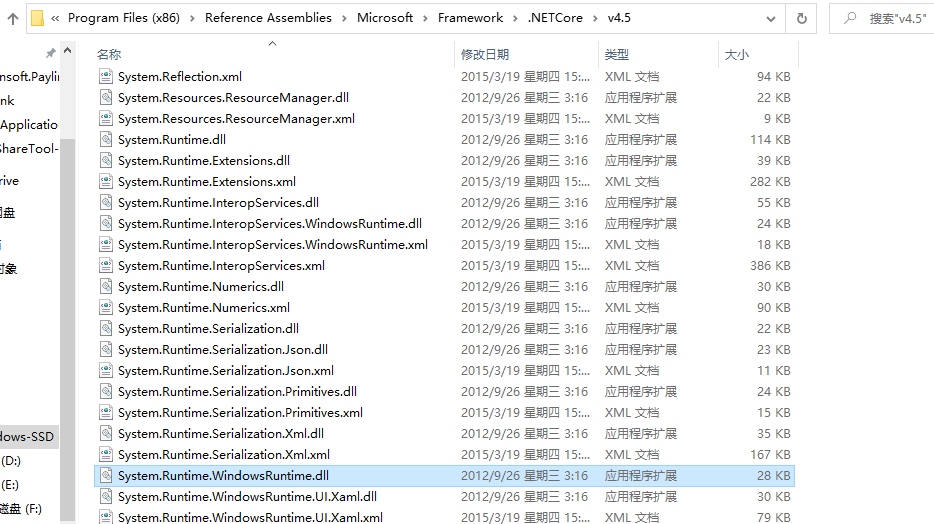 « Program Files (x86) › Reference Assemblies › Microsoft › Framework › .NETCore › v4.5
搜索"v4.5"
名称 修改日期 类型 大小
System.Reflection.xml 2015/3/19 星期四 15:... XML 文档 94 KB
System.Resources.ResourceManager.dll 2012/9/26 星期三 3:16 应用程序扩展 22 KB
System.Resources.ResourceManager.xml 2015/3/19 星期四 15:... XML 文档 9 KB
System.Runtime.dll 2012/9/26 星期三 3:16 应用程序扩展 114 KB
System.Runtime.Extensions.dll 2012/9/26 星期三 3:16 应用程序扩展 39 KB
System.Runtime.Extensions.xml 2015/3/19 星期四 15:... XML 文档 282 KB
System.Runtime.InteropServices.dll 2012/9/26 星期三 3:16 应用程序扩展 55 KB
System.Runtime.InteropServices.WindowsRuntime.dll 2012/9/26 星期三 3:16 应用程序扩展 24 KB
System.Runtime.InteropServices.WindowsRuntime.xml 2015/3/19 星期四 15:... XML 文档 18 KB
System.Runtime.InteropServices.xml 2015/3/19 星期四 15:... XML 文档 386 KB
System.Runtime.Numerics.dll 2012/9/26 星期三 3:16 应用程序扩展 30 KB
System.Runtime.Numerics.xml 2015/3/19 星期四 15:... XML 文档 90 KB
System.Runtime.Serialization.dll 2012/9/26 星期三 3:16 应用程序扩展 22 KB
System.Runtime.Serialization.Json.dll 2012/9/26 星期三 3:16 应用程序扩展 23 KB
System.Runtime.Serialization.Json.xml 2015/3/19 星期四 15:... XML 文档 11 KB
System.Runtime.Serialization.Primitives.dll 2012/9/26 星期三 3:16 应用程序扩展 24 KB
System.Runtime.Serialization.Primitives.xml 2015/3/19 星期四 15:... XML 文档 15 KB
System.Runtime.Serialization.Xml.dll 2012/9/26 星期三 3:16 应用程序扩展 35 KB
System.Runtime.Serialization.Xml.xml 2015/3/19 星期四 15:... XML 文档 167 KB
System.Runtime.WindowsRuntime.dll 2012/9/26 星期三 3:16 应用程序扩展 28 KB
System.Runtime.WindowsRuntime.UI.Xaml.dll 2012/9/26 星期三 3:16 应用程序扩展 30 KB
System.Runtime.WindowsRuntime.UI.Xaml.xml 2015/3/19 星期四 15:... XML 文档 79 KB
nsoft.Paylin
nk
Application
ShareTool-
rive
对象
dows-SSD
(D:)
(E:)
磁盘 (F:)